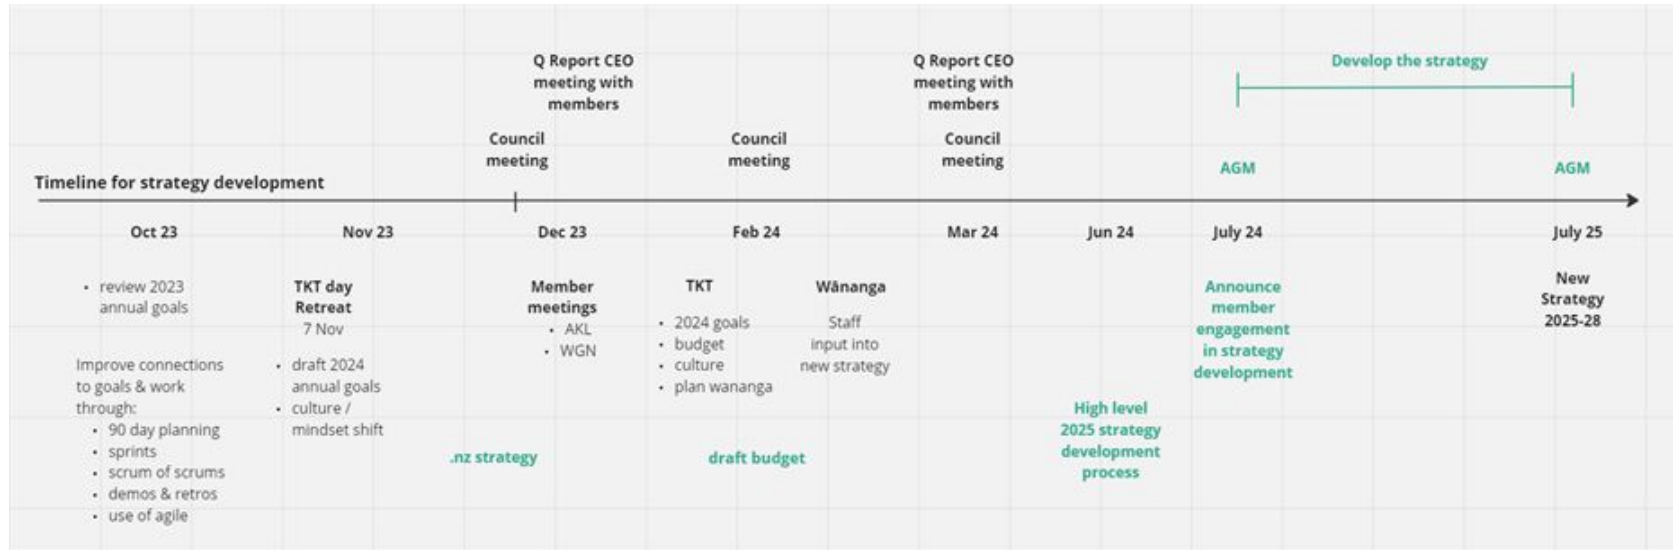 Q Report CEO
meeting with
members
Q Report CEO
meeting with
members
Develop the strategy
Council
meeting
Council
meeting
Council
meeting
AGM
AGM
Timeline for strategy development
Oct 23
Nov 23
Dec 23
Feb 24
Mar 24
Jun 24
July 24
July 25
• review 2023
annual goals
Improve connections
to goals & work
through:
• 90 day planning
• sprints
• scrum of scrums
• demos & retros
• use of agile
TKT day
Retreat
7 Nov
• draft 2024
annual goals
• culture /
mindset shift
.nz strategy
Member
meetings
• AKL
• WGN
TKT
• 2024 goals
• budget
• culture
• plan wananga
draft budget
Wānanga
Staff
input into
new strategy
High level
2025 strategy
development
process
Announce
member
engagement
in strategy
development
New
Strategy
2025-28